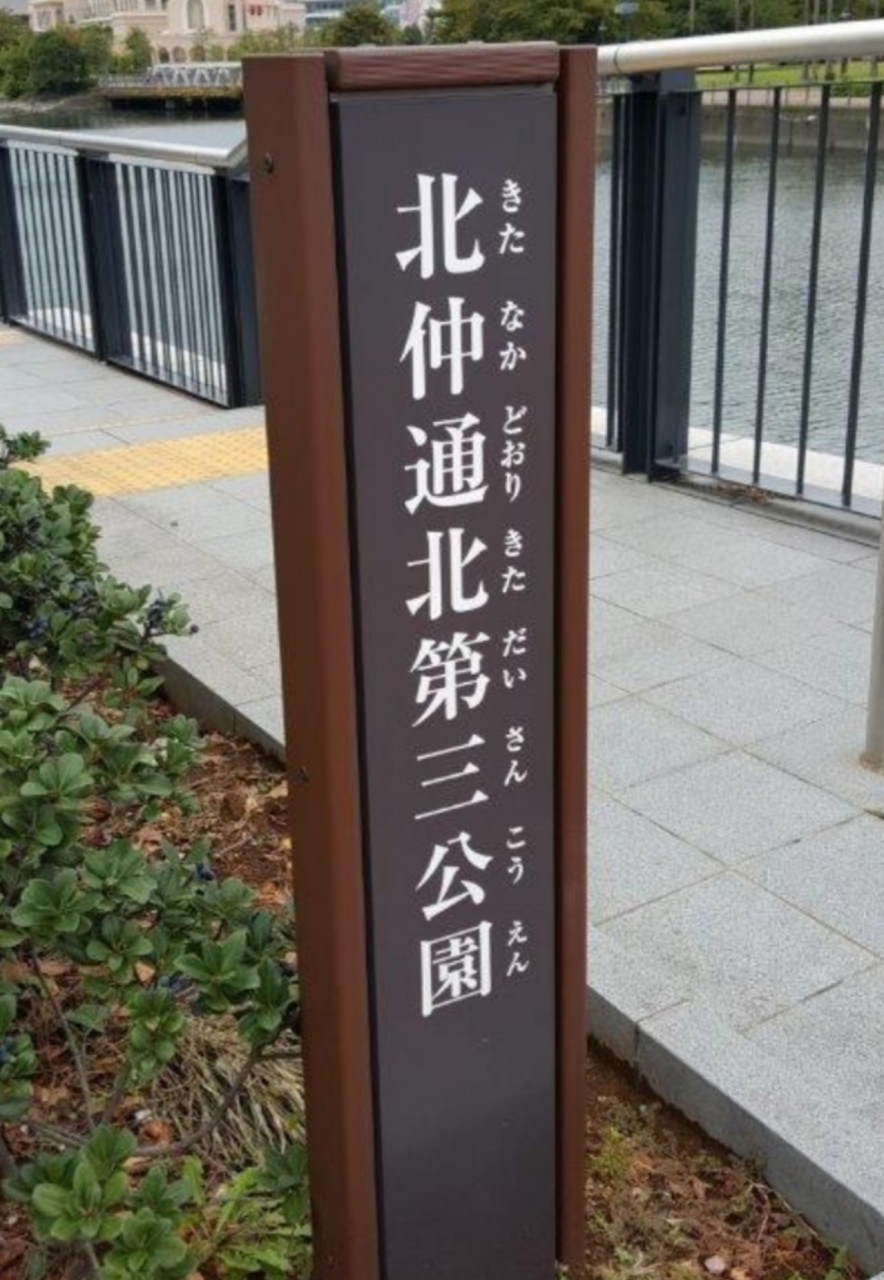 北仲通北第三公園
きた なか どおり きた だい さん こう えん